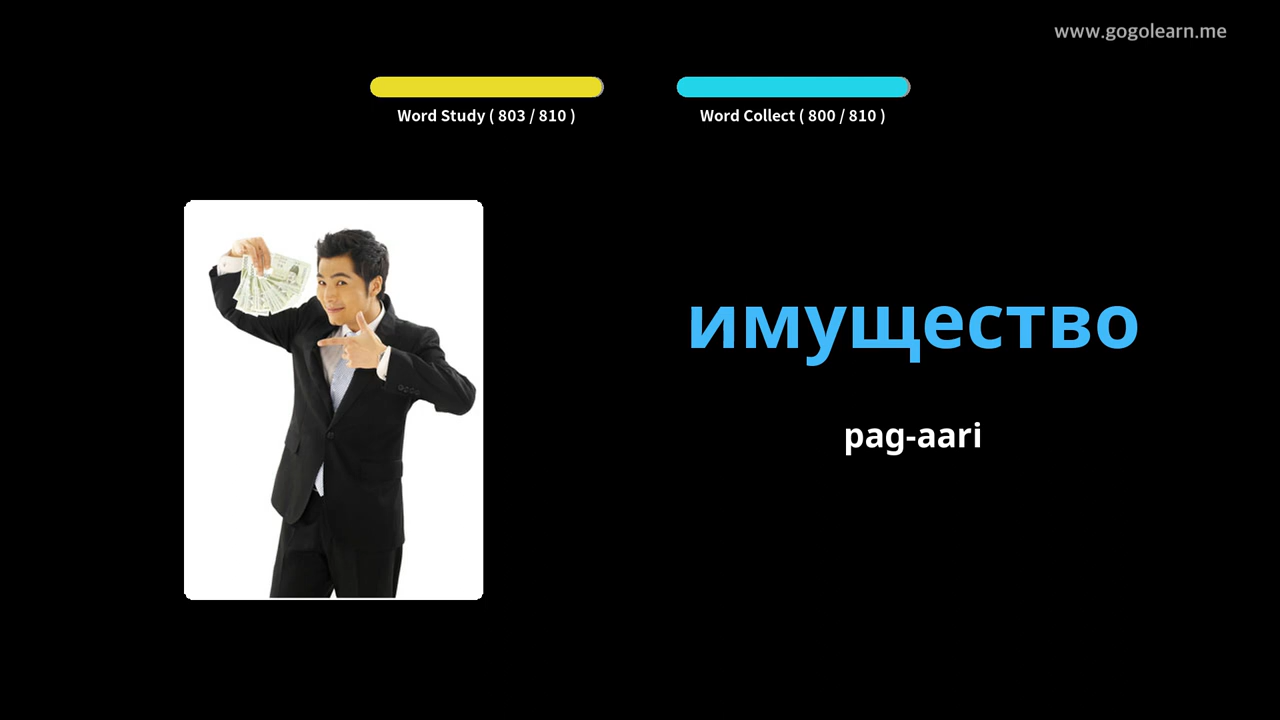 www.gogolearn.me
Word Study ( 803 / 810 )
Word Collect ( 800 / 810 )
имущество
pag-aari